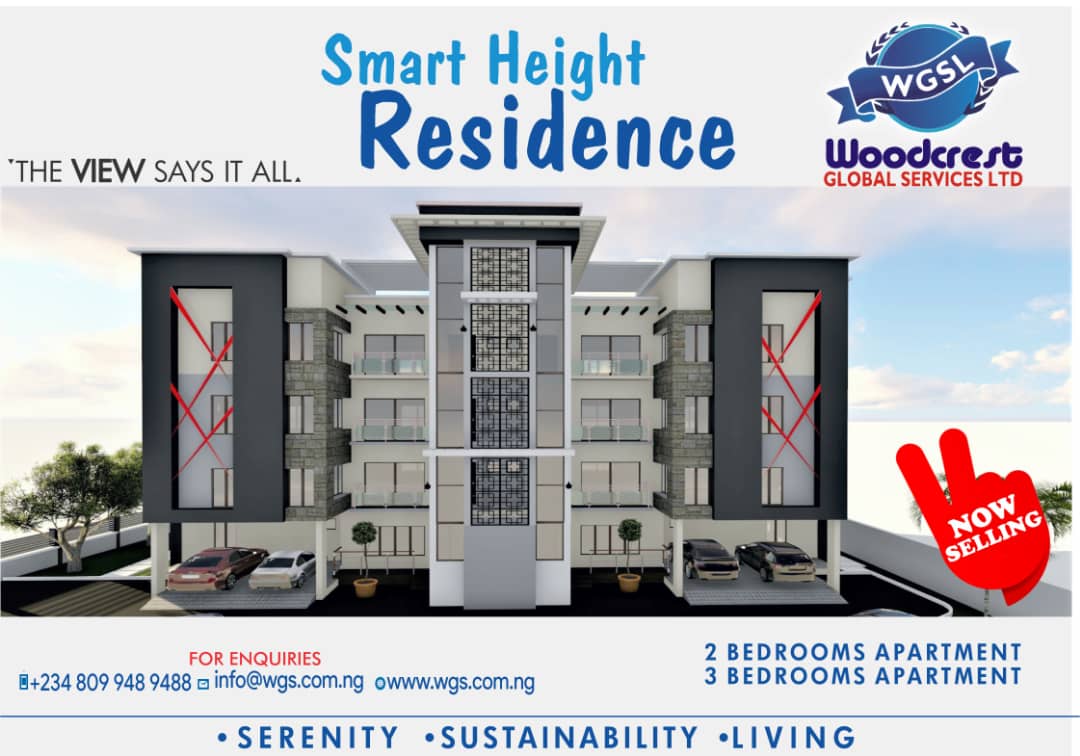 Smart Height
Residence
WGSL
Woodcrest
GLOBAL SERVICES LTD
'THE VIEW SAYS IT ALL.
NOW
SELLING
FOR ENQUIRIES
+234 809 948 9488 info@wgs.com.ng www.wgs.com.ng
2 BEDROOMS APARTMENT
3 BEDROOMS APARTMENT
• SERENITY • SUSTAINABILITY • LIVING